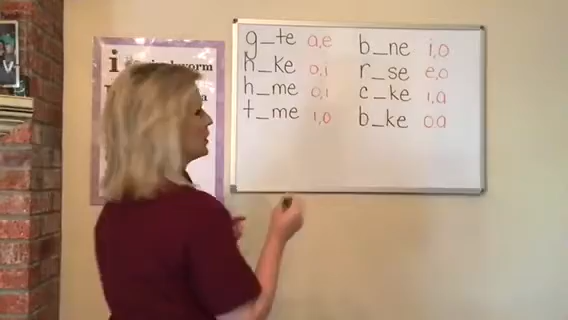 g_te a,e b_ne i,o
h_ke o,i r_se e,o
h_me o,i c_ke i,a
t_me i,o b_ke o,a
i